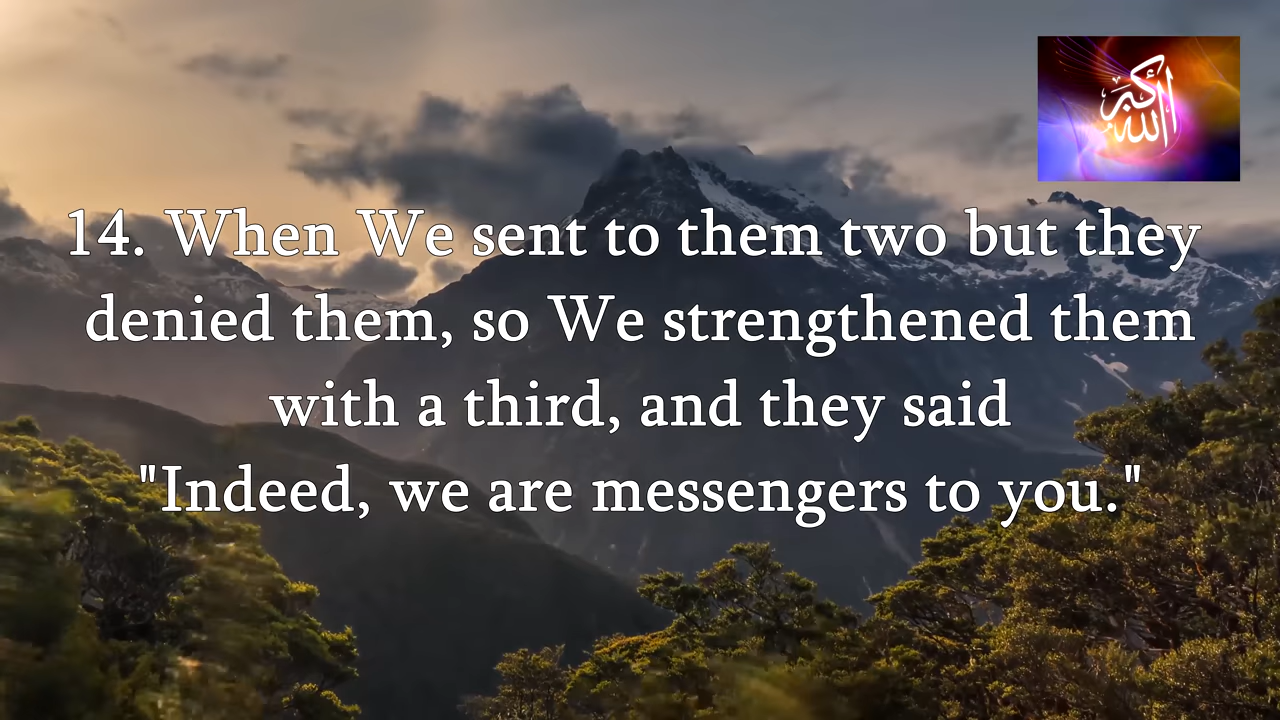 الله أكبر
14. When We sent to them two but they
denied them, so We strengthened them
with a third, and they said
"Indeed, we are messengers to you."